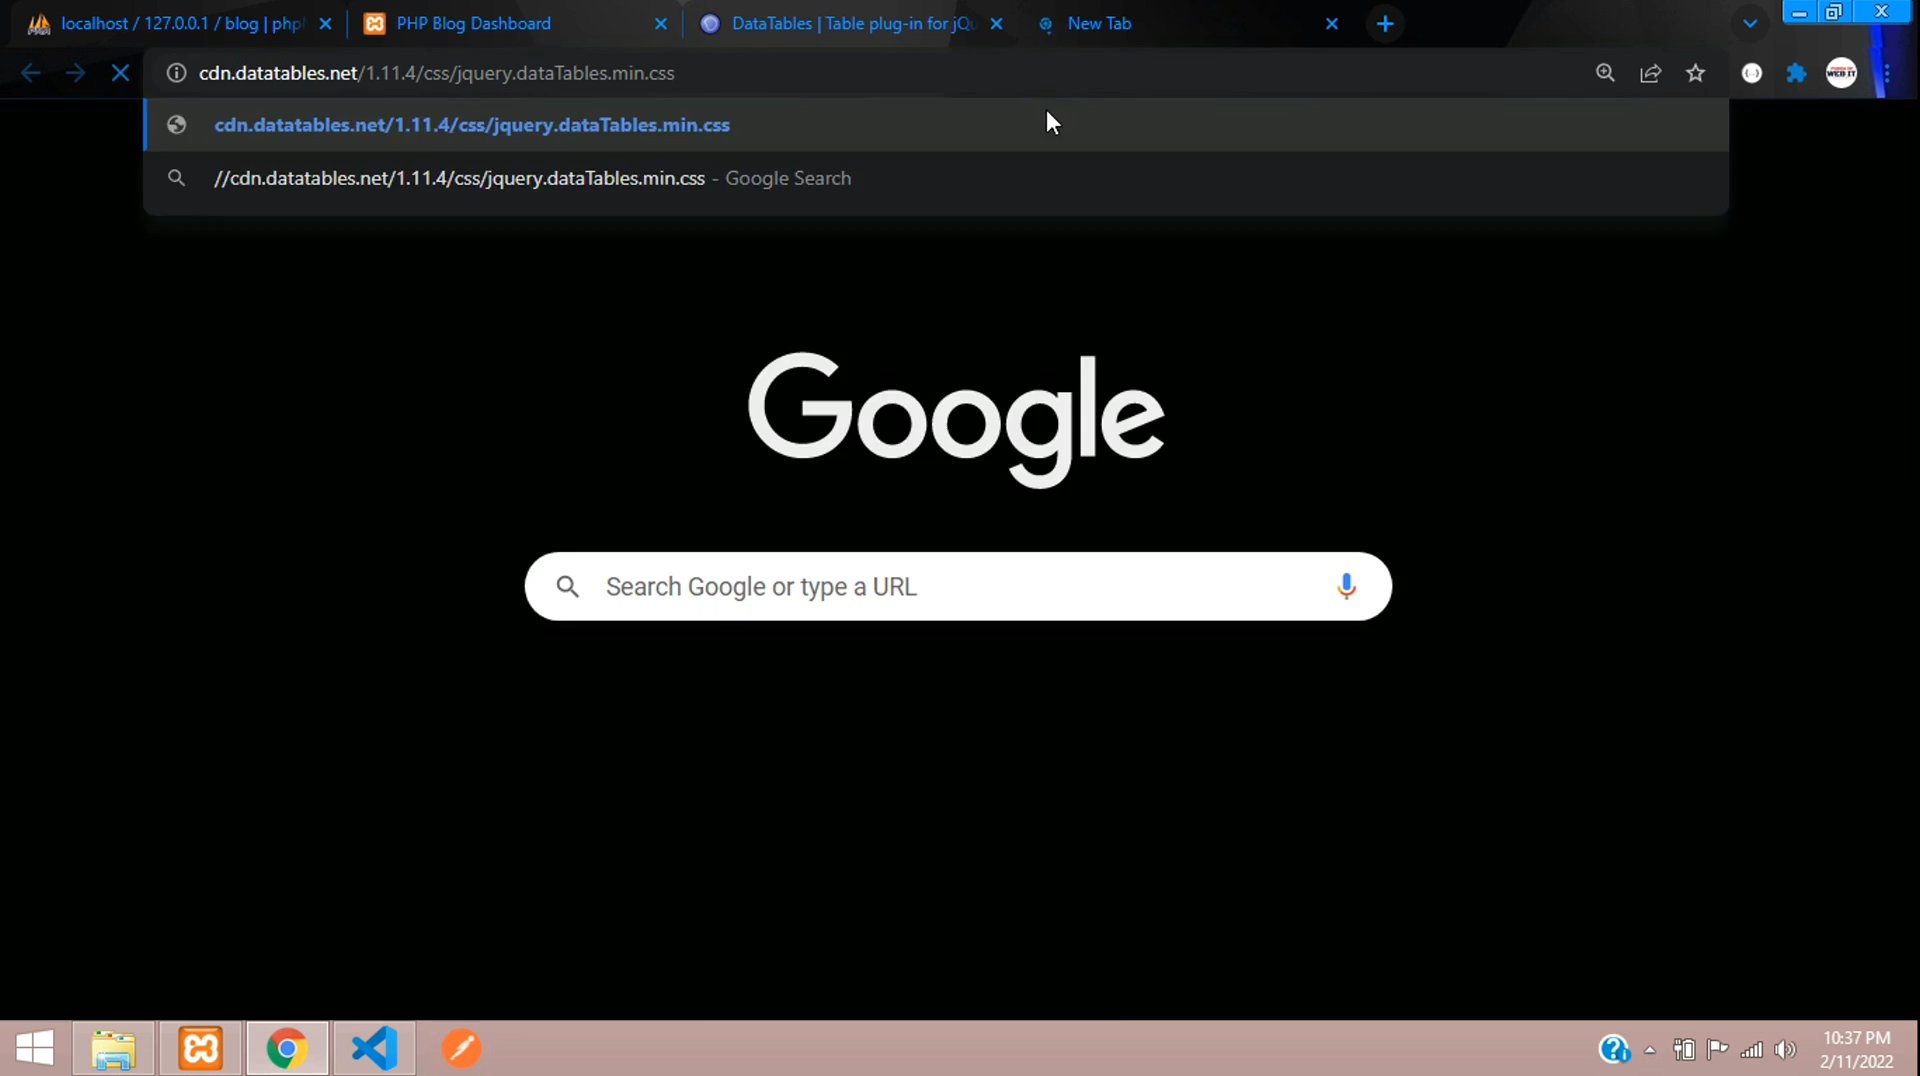 localhost / 127.0.0.1 / blog | php
PHP Blog Dashboard
DataTables | Table plug-in for jQu
New Tab
cdn.datatables.net/1.11.4/css/jquery.dataTables.min.css
cdn.datatables.net/1.11.4/css/jquery.dataTables.min.css
//cdn.datatables.net/1.11.4/css/jquery.dataTables.min.css - Google Search
Google
Search Google or type a URL
10:37 PM
2/11/2022